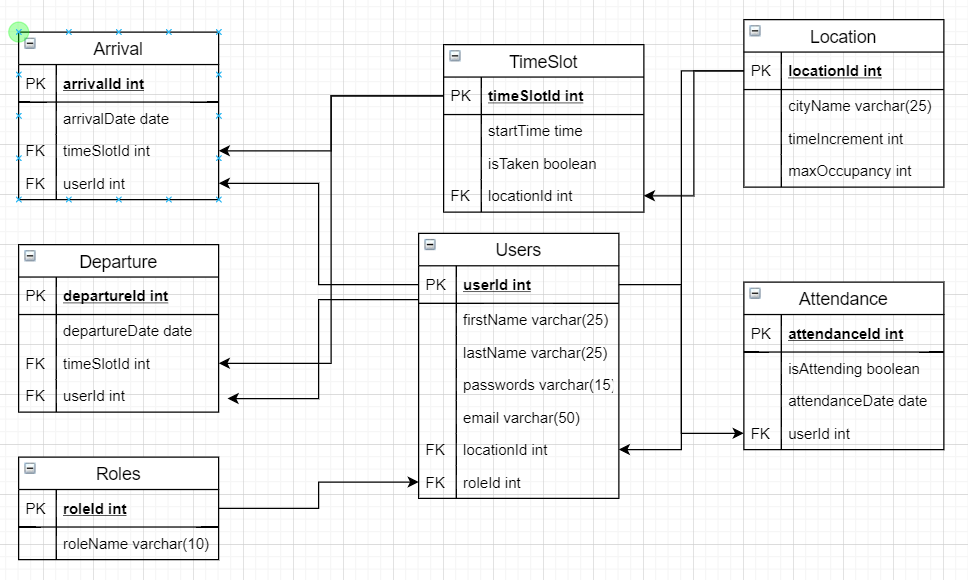 Arrival
PK arrivalId int
arrivalDate date
FK timeSlotId int
FK userId int
TimeSlot
PK timeSlotId int
startTime time
isTaken boolean
FK locationId int
Location
PK locationId int
cityName varchar(25)
timeIncrement int
maxOccupancy int
Departure
PK departureId int
departureDate date
FK timeSlotId int
FK userId int
Users
PK userId int
firstName varchar(25)
lastName varchar(25)
passwords varchar(15)
email varchar(50)
FK locationId int
FK roleId int
Attendance
PK attendanceId int
isAttending boolean
attendanceDate date
FK userId int
Roles
PK roleId int
roleName varchar(10)